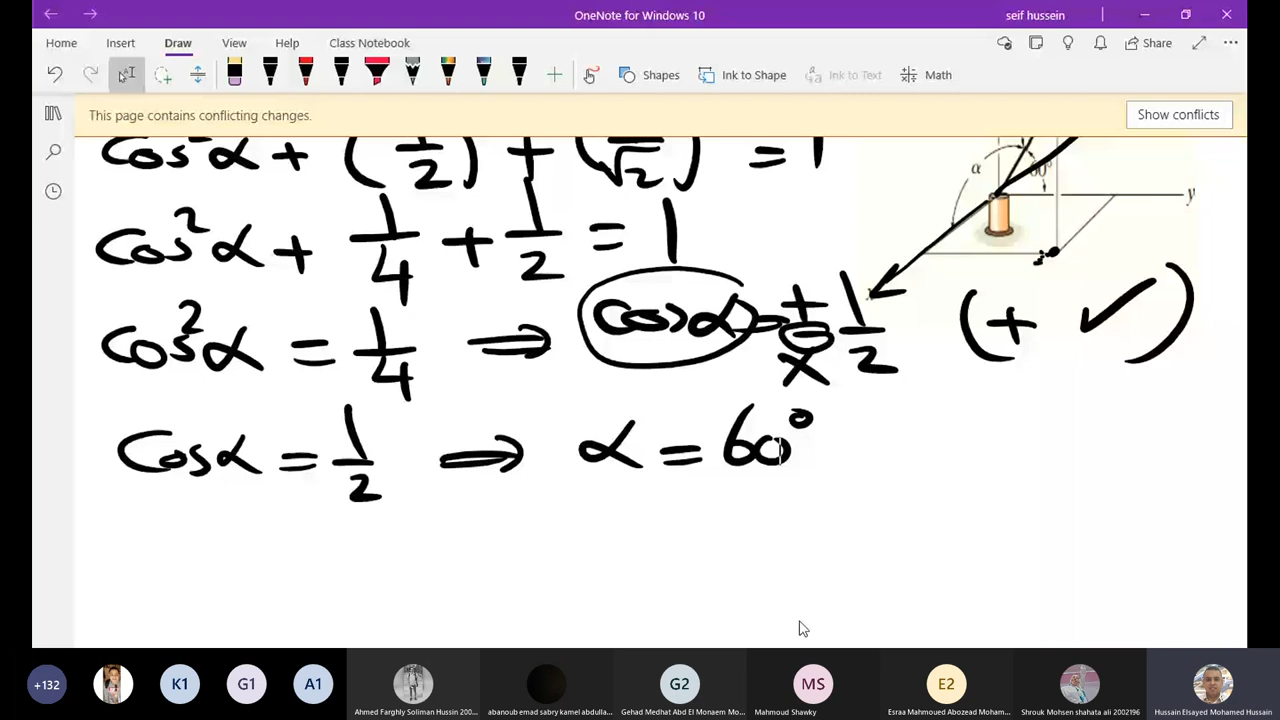 OneNote for Windows 10
seif hussein
Home Insert Draw View Help Class Notebook
Share
Shapes Ink to Shape Ink to Text Math
This page contains conflicting changes.
Show conflicts
cos²α + (1/2) + (1/√2) = 1
cos²α + 1/4 + 1/2 = 1
cos²α = 1/4 ⇒ cosα = ± 1/2 (+ ✓)
x
cosα = 1/2 ⇒ α = 60°
α 60° y
+132 K1 G1 A1 G2 MS E2
Ahmed Farghly Soliman Hussin 200...
abanoub emad sabry kamel abdulla...
Gehad Medhat Abd El Monaem Mo...
Mahmoud Shawky
Esraa Mahmoued Abozead Moham...
Shrouk Mohsen shahata ali 2002196
Hussain Elsayed Mohamed Hussain